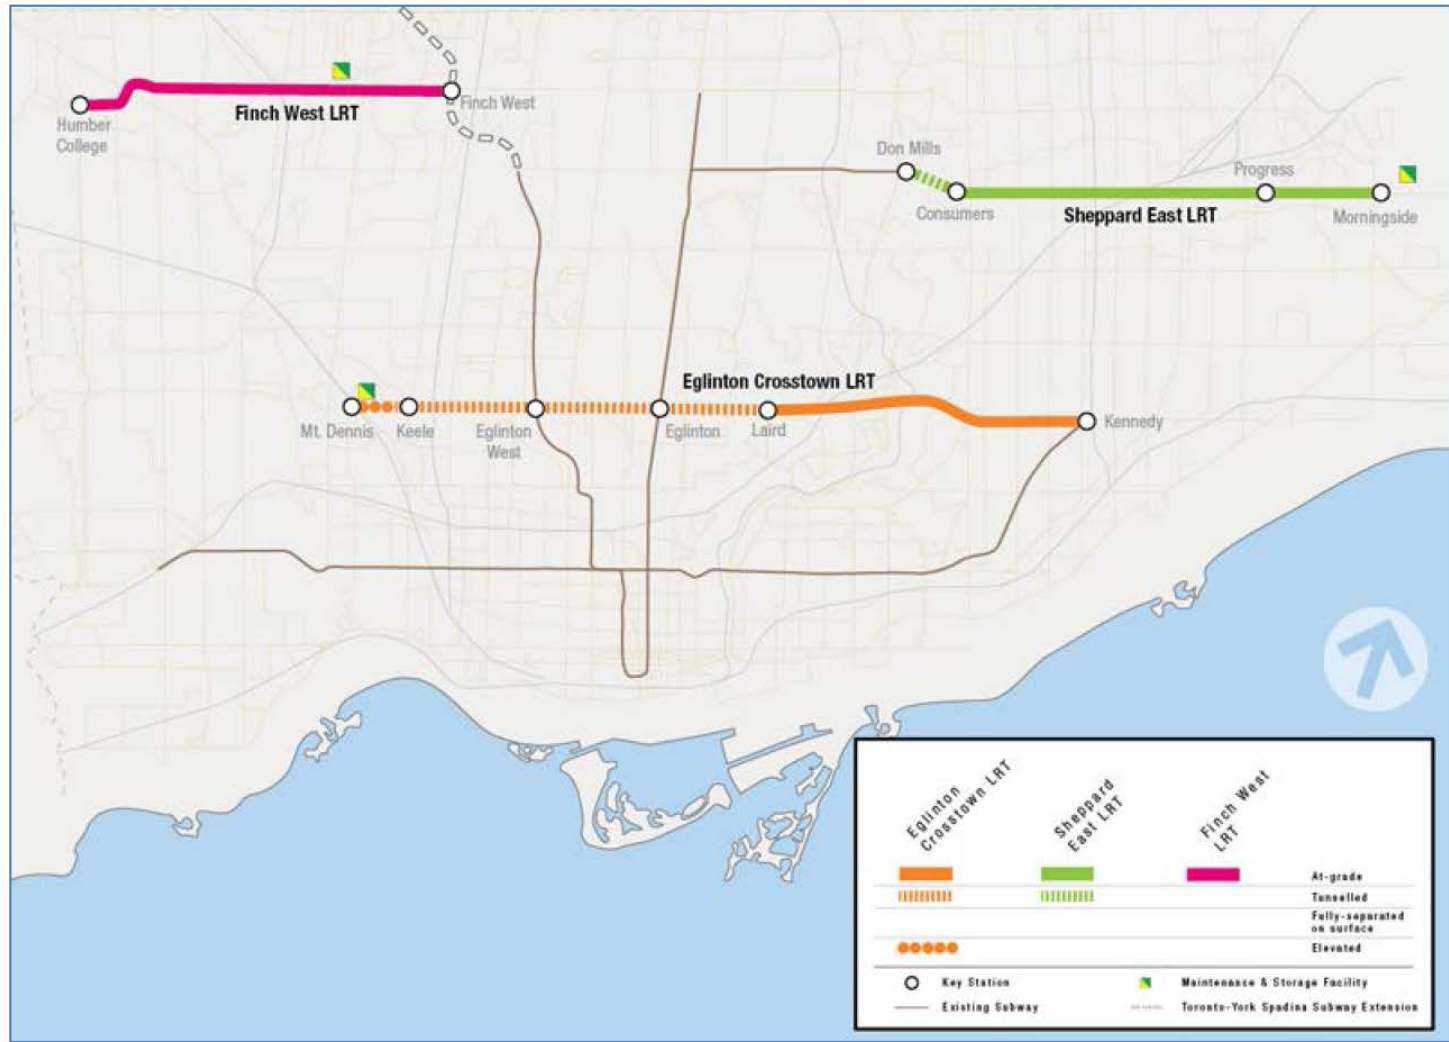 Finch West LRT
Finch West
Humber
College
Don Mills
Progress
Consumers
Sheppard East LRT
Morningside
Eglinton Crosstown LRT
Mt. Dennis
Keele
Eglinton
West
Eglinton
Laird
Kennedy
Eglinton
Crosstown LRT
Sheppard
East LRT
Finch West
LRT
At-grade
Tunnelled
Fully-separated
on surface
Elevated
Key Station
Maintenance & Storage Facility
Existing Subway
Toronto-York Spadina Subway Extension